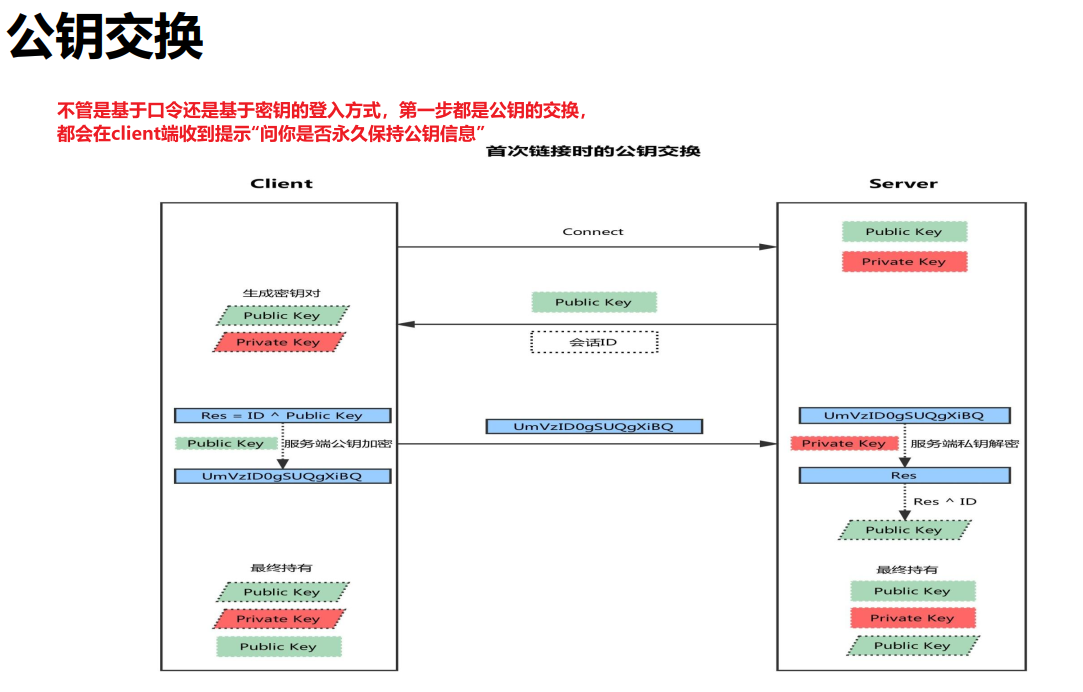 公钥交换
不管是基于口令还是基于密钥的登入方式，第一步都是公钥的交换，
都会在client端收到提示“问你是否永久保持公钥信息”
首次链接时的公钥交换
Client
Server
Connect
Public Key
Private Key
生成密钥对
Public Key
Private Key
Public Key
会话ID
Res = ID ^ Public Key
Public Key
服务端公钥加密
UmVzID0gSUQgXiBQ
UmVzID0gSUQgXiBQ
UmVzID0gSUQgXiBQ
Private Key
服务端私钥解密
Res
Res ^ ID
Public Key
最终持有
Public Key
Private Key
Public Key
最终持有
Public Key
Private Key
Public Key